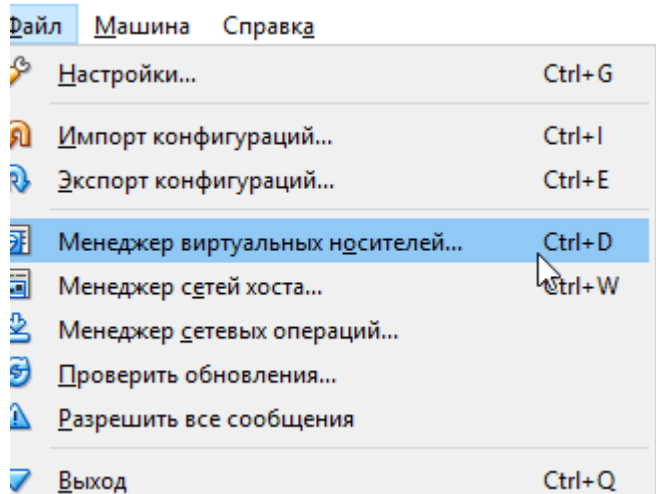 Файл Машина Справка
Настройки... Ctrl+G
Импорт конфигураций... Ctrl+I
Экспорт конфигураций... Ctrl+E
Менеджер виртуальных носителей... Ctrl+D
Менеджер сетей хоста... Ctrl+W
Менеджер сетевых операций...
Проверить обновления...
Разрешить все сообщения
Выход Ctrl+Q